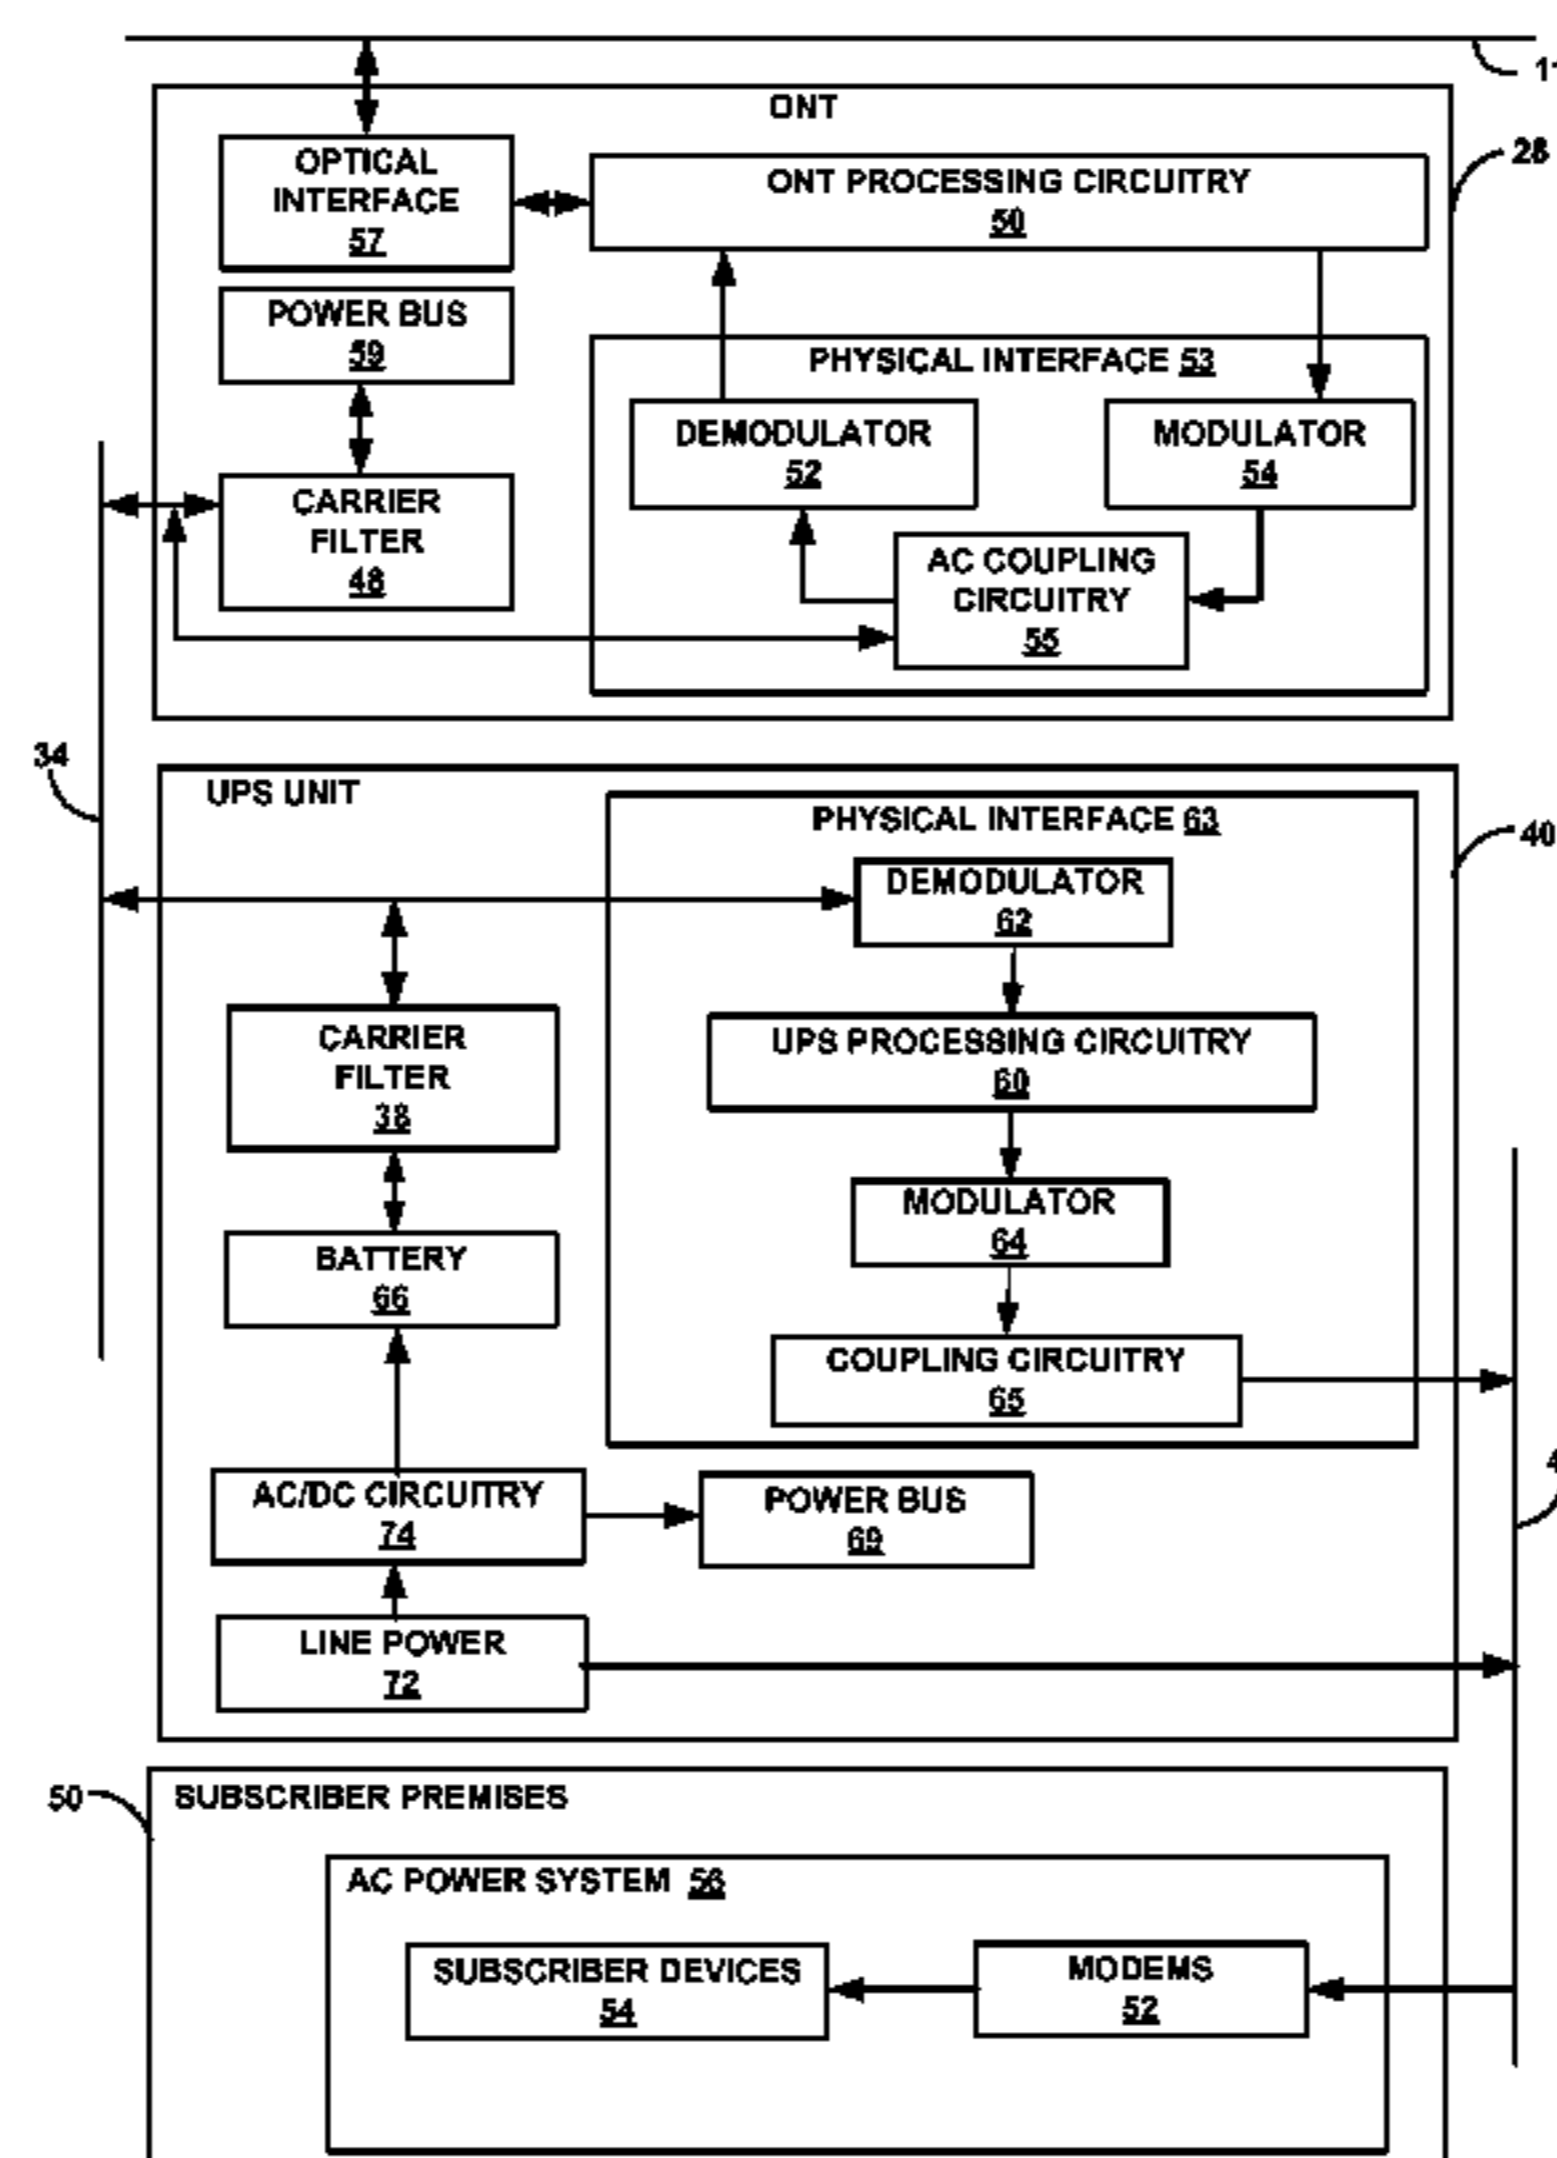 ONT
28
OPTICAL
INTERFACE
57
ONT PROCESSING CIRCUITRY
50
POWER BUS
59
PHYSICAL INTERFACE 53
DEMODULATOR
52
MODULATOR
54
CARRIER
FILTER
48
AC COUPLING
CIRCUITRY
55
34
UPS UNIT
PHYSICAL INTERFACE 63
40
DEMODULATOR
62
CARRIER
FILTER
38
UPS PROCESSING CIRCUITRY
60
MODULATOR
64
BATTERY
66
COUPLING CIRCUITRY
65
AC/DC CIRCUITRY
74
POWER BUS
69
LINE POWER
72
50
SUBSCRIBER PREMISES
AC POWER SYSTEM 56
SUBSCRIBER DEVICES
54
MODEMS
52